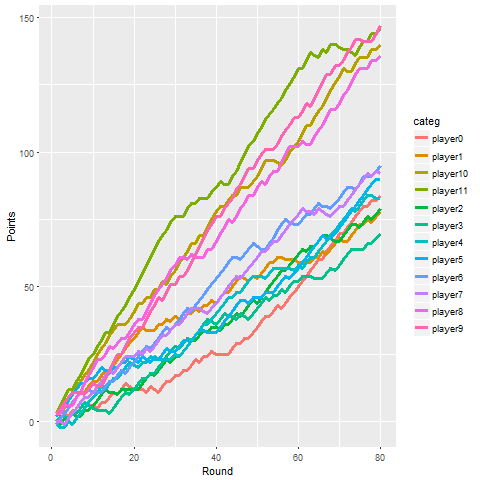 150
100
50
0
Points
0
20
40
60
80
Round
categ
player0
player1
player10
player11
player2
player3
player4
player5
player6
player7
player8
player9